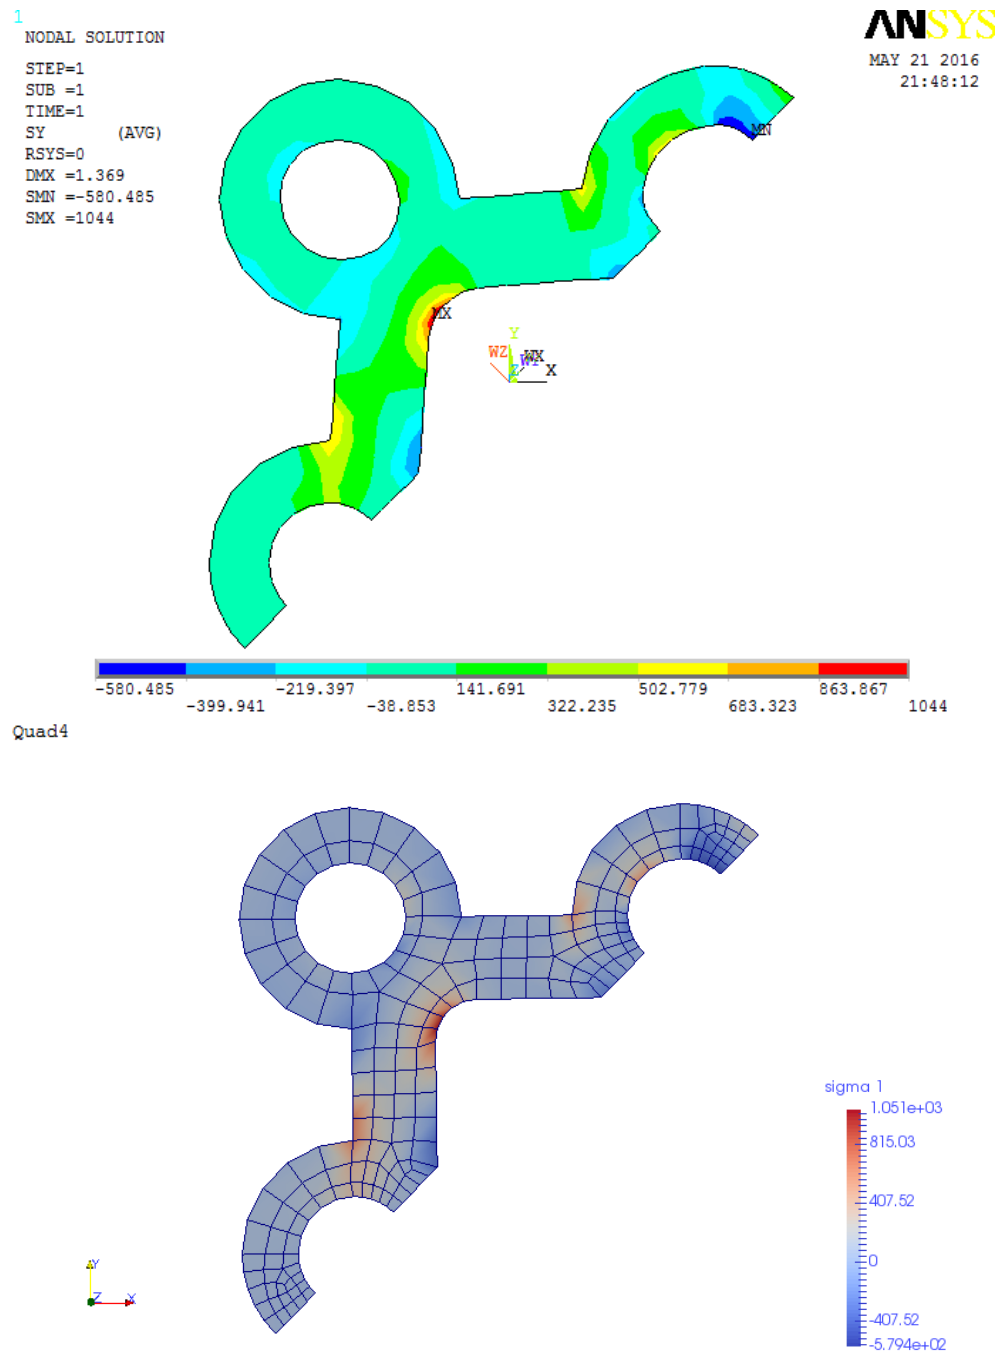 1
NODAL SOLUTION
ANSYS
MAY 21 2016
21:48:12
STEP=1
SUB =1
TIME=1
SY (AVG)
RSYS=0
DMX =1.369
SMN =-580.485
SMX =1044
MN
MX
Y
WZ
WX
Z
X
-580.485 -219.397 141.691 502.779 863.867
-399.941 -38.853 322.235 683.323 1044
Quad4
sigma 1
1.051e+03
815.03
407.52
0
-407.52
-5.794e+02
Y
Z
X